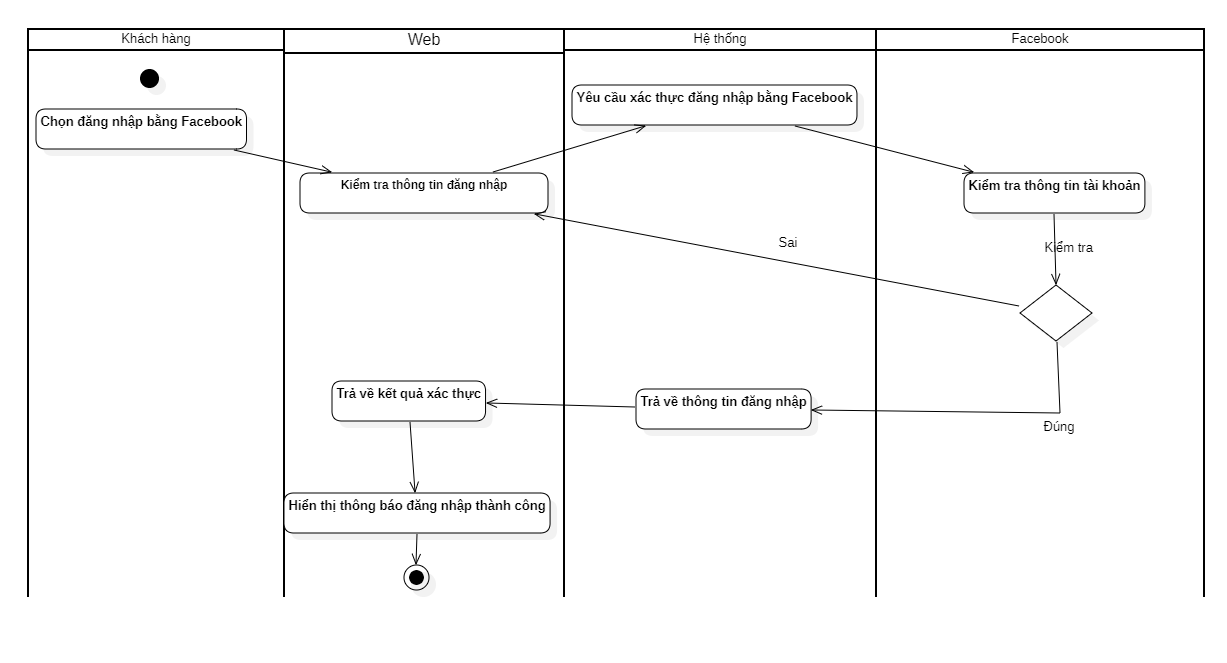 Khách hàng
Web
Hệ thống
Facebook
Chọn đăng nhập bằng Facebook
Yêu cầu xác thực đăng nhập bằng Facebook
Kiểm tra thông tin đăng nhập
Kiểm tra thông tin tài khoản
Sai
Kiểm tra
Trả về kết quả xác thực
Trả về thông tin đăng nhập
Đúng
Hiển thị thông báo đăng nhập thành công